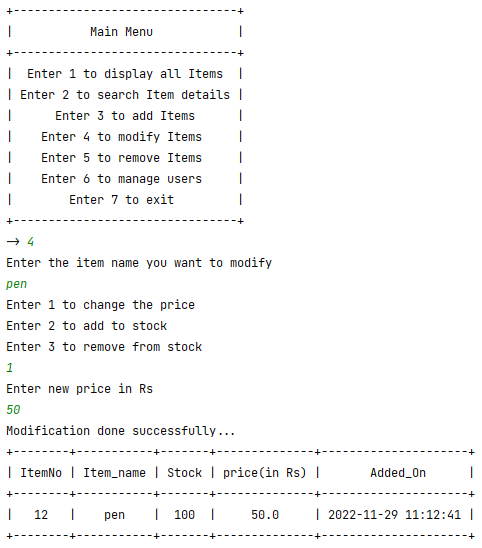 +--------------------------------+
|           Main Menu            |
+--------------------------------+
|  Enter 1 to display all Items  |
| Enter 2 to search Item details |
|      Enter 3 to add Items      |
|    Enter 4 to modify Items     |
|    Enter 5 to remove Items     |
|    Enter 6 to manage users     |
|        Enter 7 to exit         |
+--------------------------------+
-> 4
Enter the item name you want to modify
pen
Enter 1 to change the price
Enter 2 to add to stock
Enter 3 to remove from stock
1
Enter new price in Rs
50
Modification done successfully...
+--------+-----------+-------+--------------+---------------------+
| ItemNo | Item_name | Stock | price(in Rs) |       Added_On      |
+--------+-----------+-------+--------------+---------------------+
|   12   |    pen    |  100  |     50.0     | 2022-11-29 11:12:41 |
+--------+-----------+-------+--------------+---------------------+